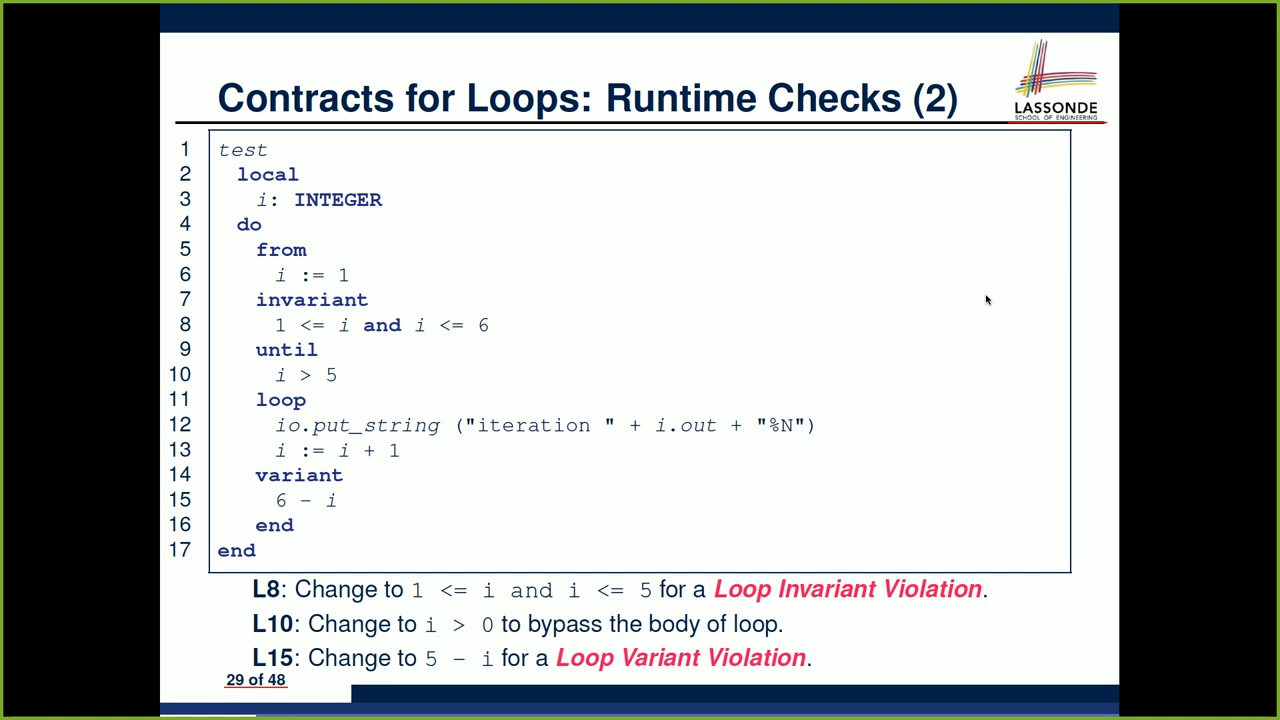 Contracts for Loops: Runtime Checks (2)
LASSONDE
SCHOOL OF ENGINEERING
1 test
2 local
3 i: INTEGER
4 do
5 from
6 i := 1
7 invariant
8 1 <= i and i <= 6
9 until
10 i > 5
11 loop
12 io.put_string ("iteration " + i.out + "%N")
13 i := i + 1
14 variant
15 6 - i
16 end
17 end
L8: Change to 1 <= i and i <= 5 for a Loop Invariant Violation.
L10: Change to i > 0 to bypass the body of loop.
L15: Change to 5 - i for a Loop Variant Violation.
29 of 48